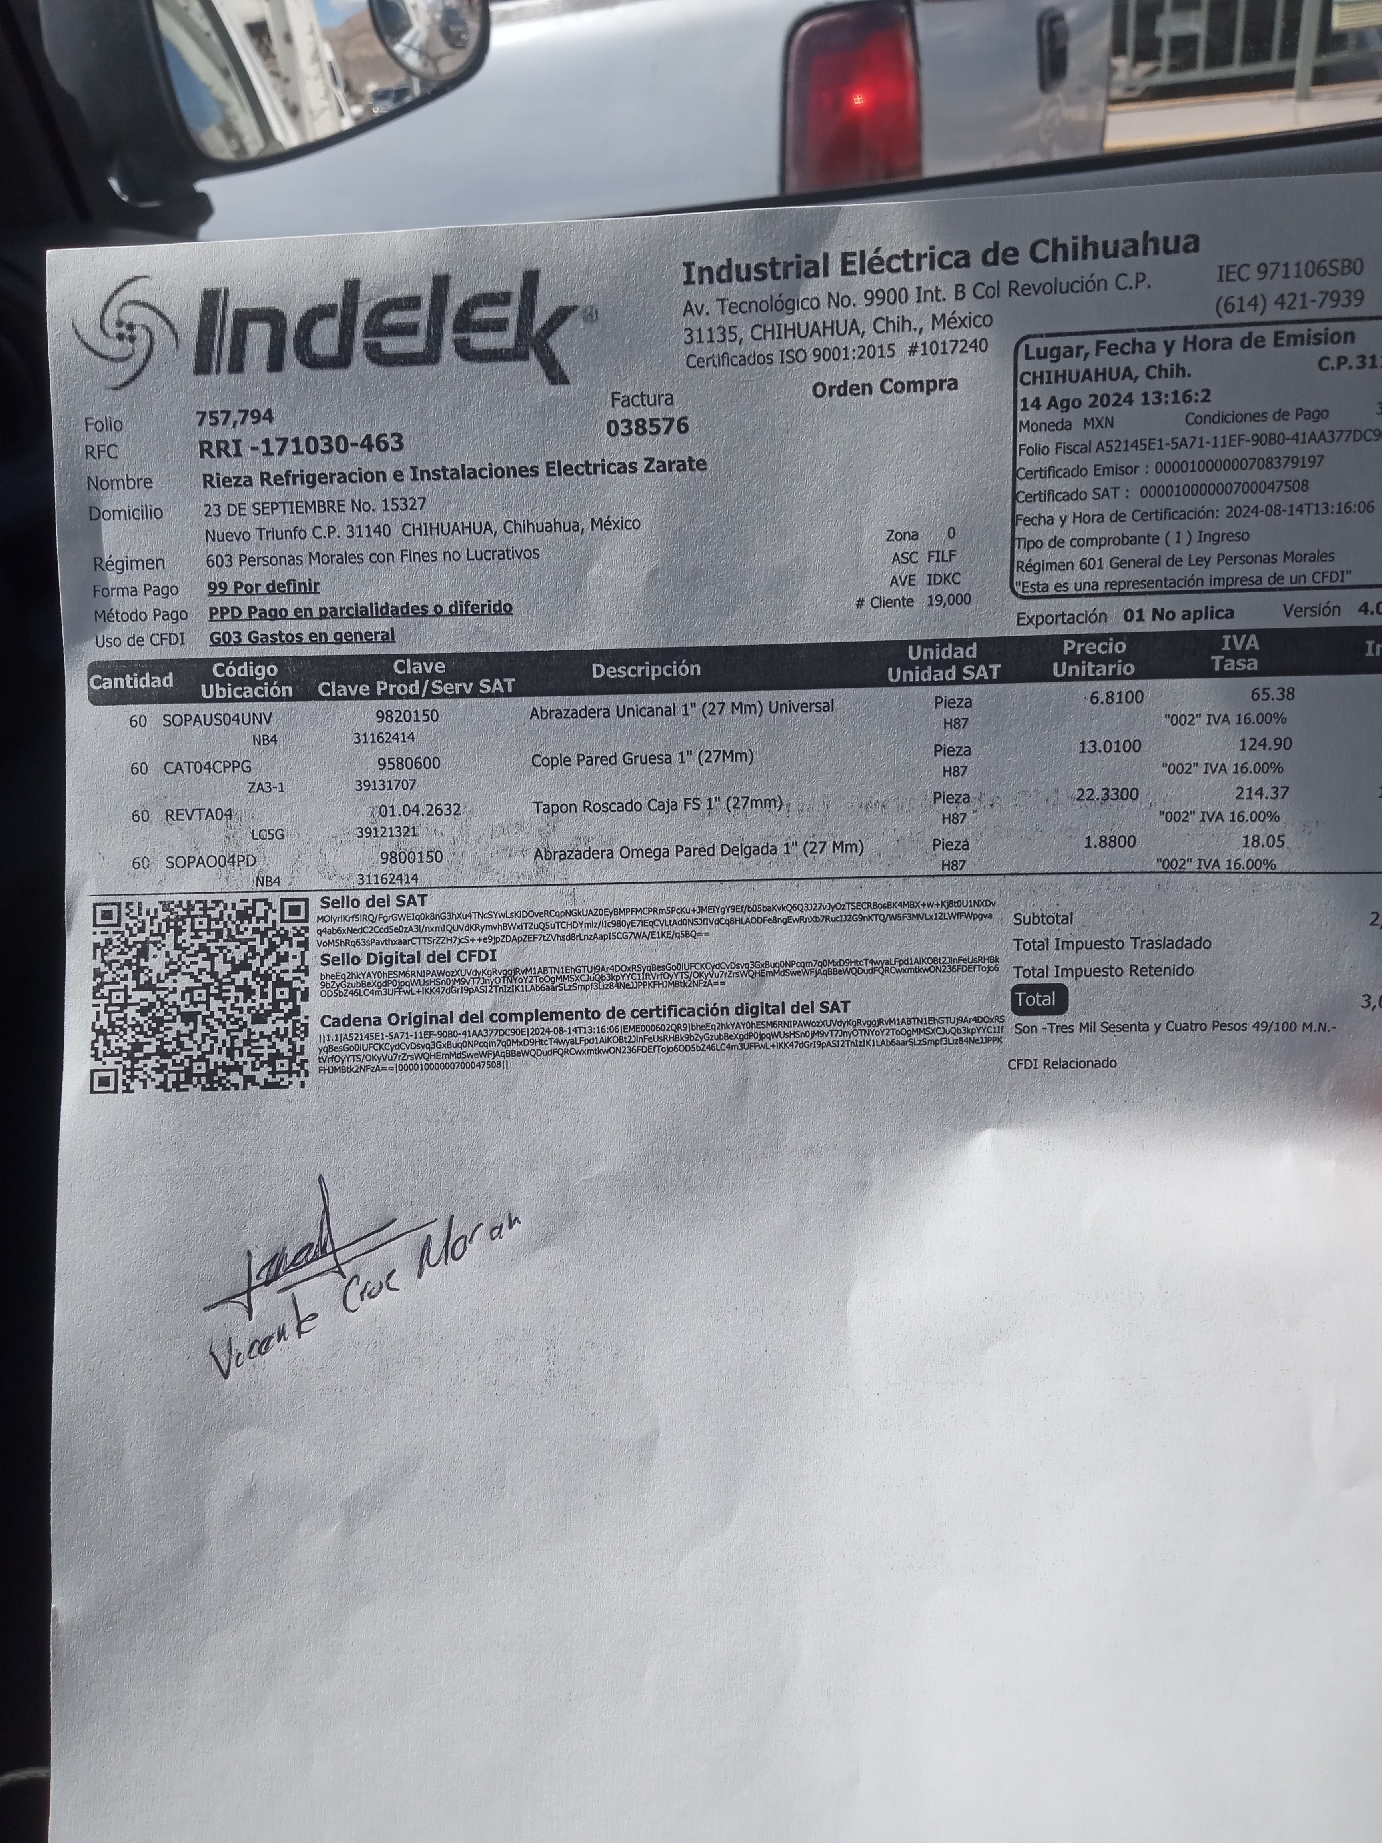 Indelek®
Industrial Eléctrica de Chihuahua
Av. Tecnológico No. 9900 Int. B Col Revolución C.P.
31135, CHIHUAHUA, Chih., México
Certificados ISO 9001:2015 #1017240
IEC 971106SB0
(614) 421-7939
Orden Compra
Lugar, Fecha y Hora de Emision
CHIHUAHUA, Chih. C.P.31
14 Ago 2024 13:16:2
Moneda MXN Condiciones de Pago
Folio Fiscal A52145E1-5A71-11EF-90B0-41AA377DC9
Certificado Emisor : 00001000000708379197
Certificado SAT : 00001000000700047508
Fecha y Hora de Certificación: 2024-08-14T13:16:06
Tipo de comprobante ( I ) Ingreso
Régimen 601 General de Ley Personas Morales
"Esta es una representación impresa de un CFDI"
Exportación 01 No aplica Versión 4.0
Folio 757,794
Factura
038576
RFC RRI -171030-463
Nombre Rieza Refrigeracion e Instalaciones Electricas Zarate
Domicilio 23 DE SEPTIEMBRE No. 15327
Nuevo Triunfo C.P. 31140 CHIHUAHUA, Chihuahua, México
Régimen 603 Personas Morales con Fines no Lucrativos
Forma Pago 99 Por definir
Método Pago PPD Pago en parcialidades o diferido
Uso de CFDI G03 Gastos en general
Zona 0
ASC FILF
AVE IDKC
# Cliente 19,000
Cantidad Código Ubicación Clave Clave Prod/Serv SAT Descripción Unidad Unidad SAT Precio Unitario IVA Tasa
60 SOPAUS04UNV 9820150 Abrazadera Unicanal 1" (27 Mm) Universal Pieza 6.8100 65.38
NB4 31162414 H87 "002" IVA 16.00%
60 CAT04CPPG 9580600 Cople Pared Gruesa 1" (27Mm) Pieza 13.0100 124.90
ZA3-1 39131707 H87 "002" IVA 16.00%
60 REVTA04 01.04.2632 Tapon Roscado Caja FS 1" (27mm) Pieza 22.3300 214.37
LC5G 39121321 H87 "002" IVA 16.00%
60 SOPAO04PD 9800150 Abrazadera Omega Pared Delgada 1" (27 Mm) Pieza 1.8800 18.05
NB4 31162414 H87 "002" IVA 16.00%
Sello del SAT
Sello Digital del CFDI
Cadena Original del complemento de certificación digital del SAT
Subtotal 2,
Total Impuesto Trasladado
Total Impuesto Retenido
Total 3,
Son -Tres Mil Sesenta y Cuatro Pesos 49/100 M.N.-
CFDI Relacionado
Vicente Cruz Moran